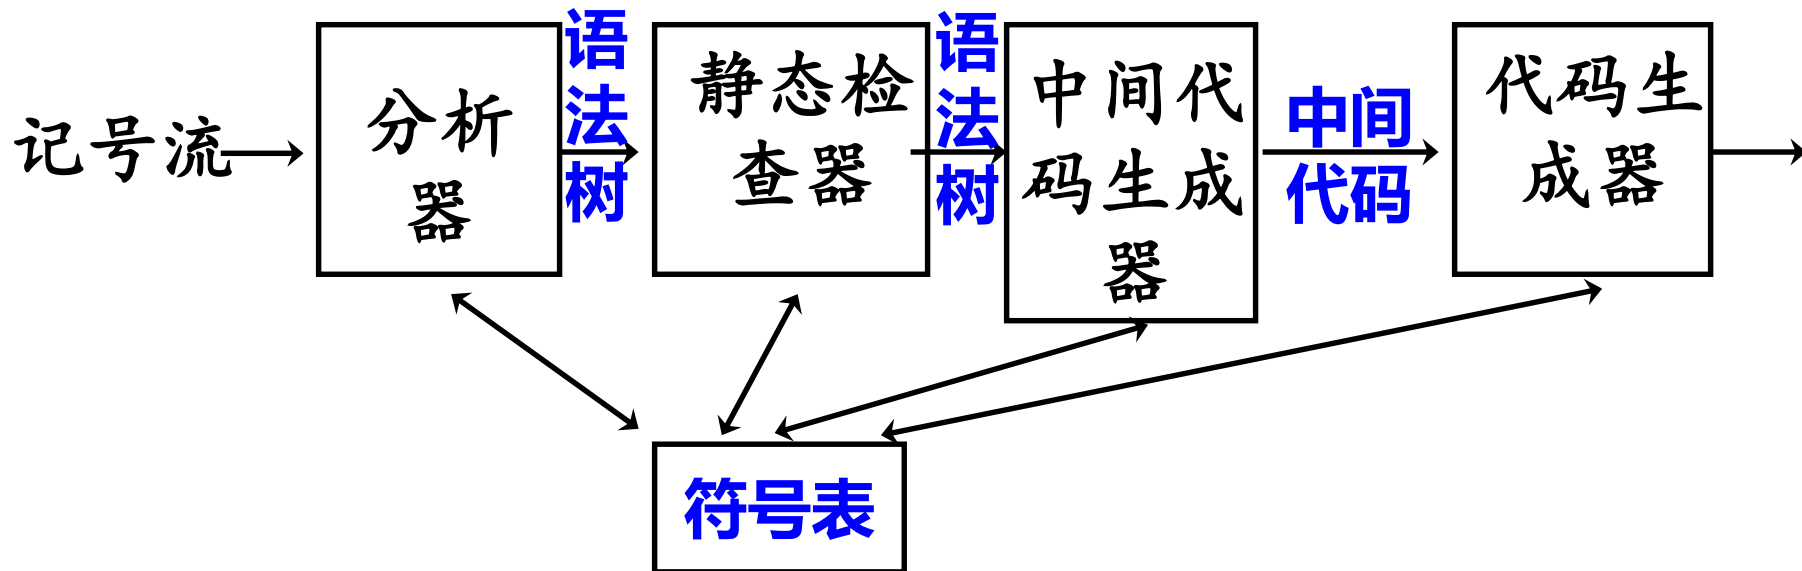 记号流
分析
器
语
法
树
静态检
查器
语
法
树
中间代
码生成
器
中间
代码
代码生
成器
符号表